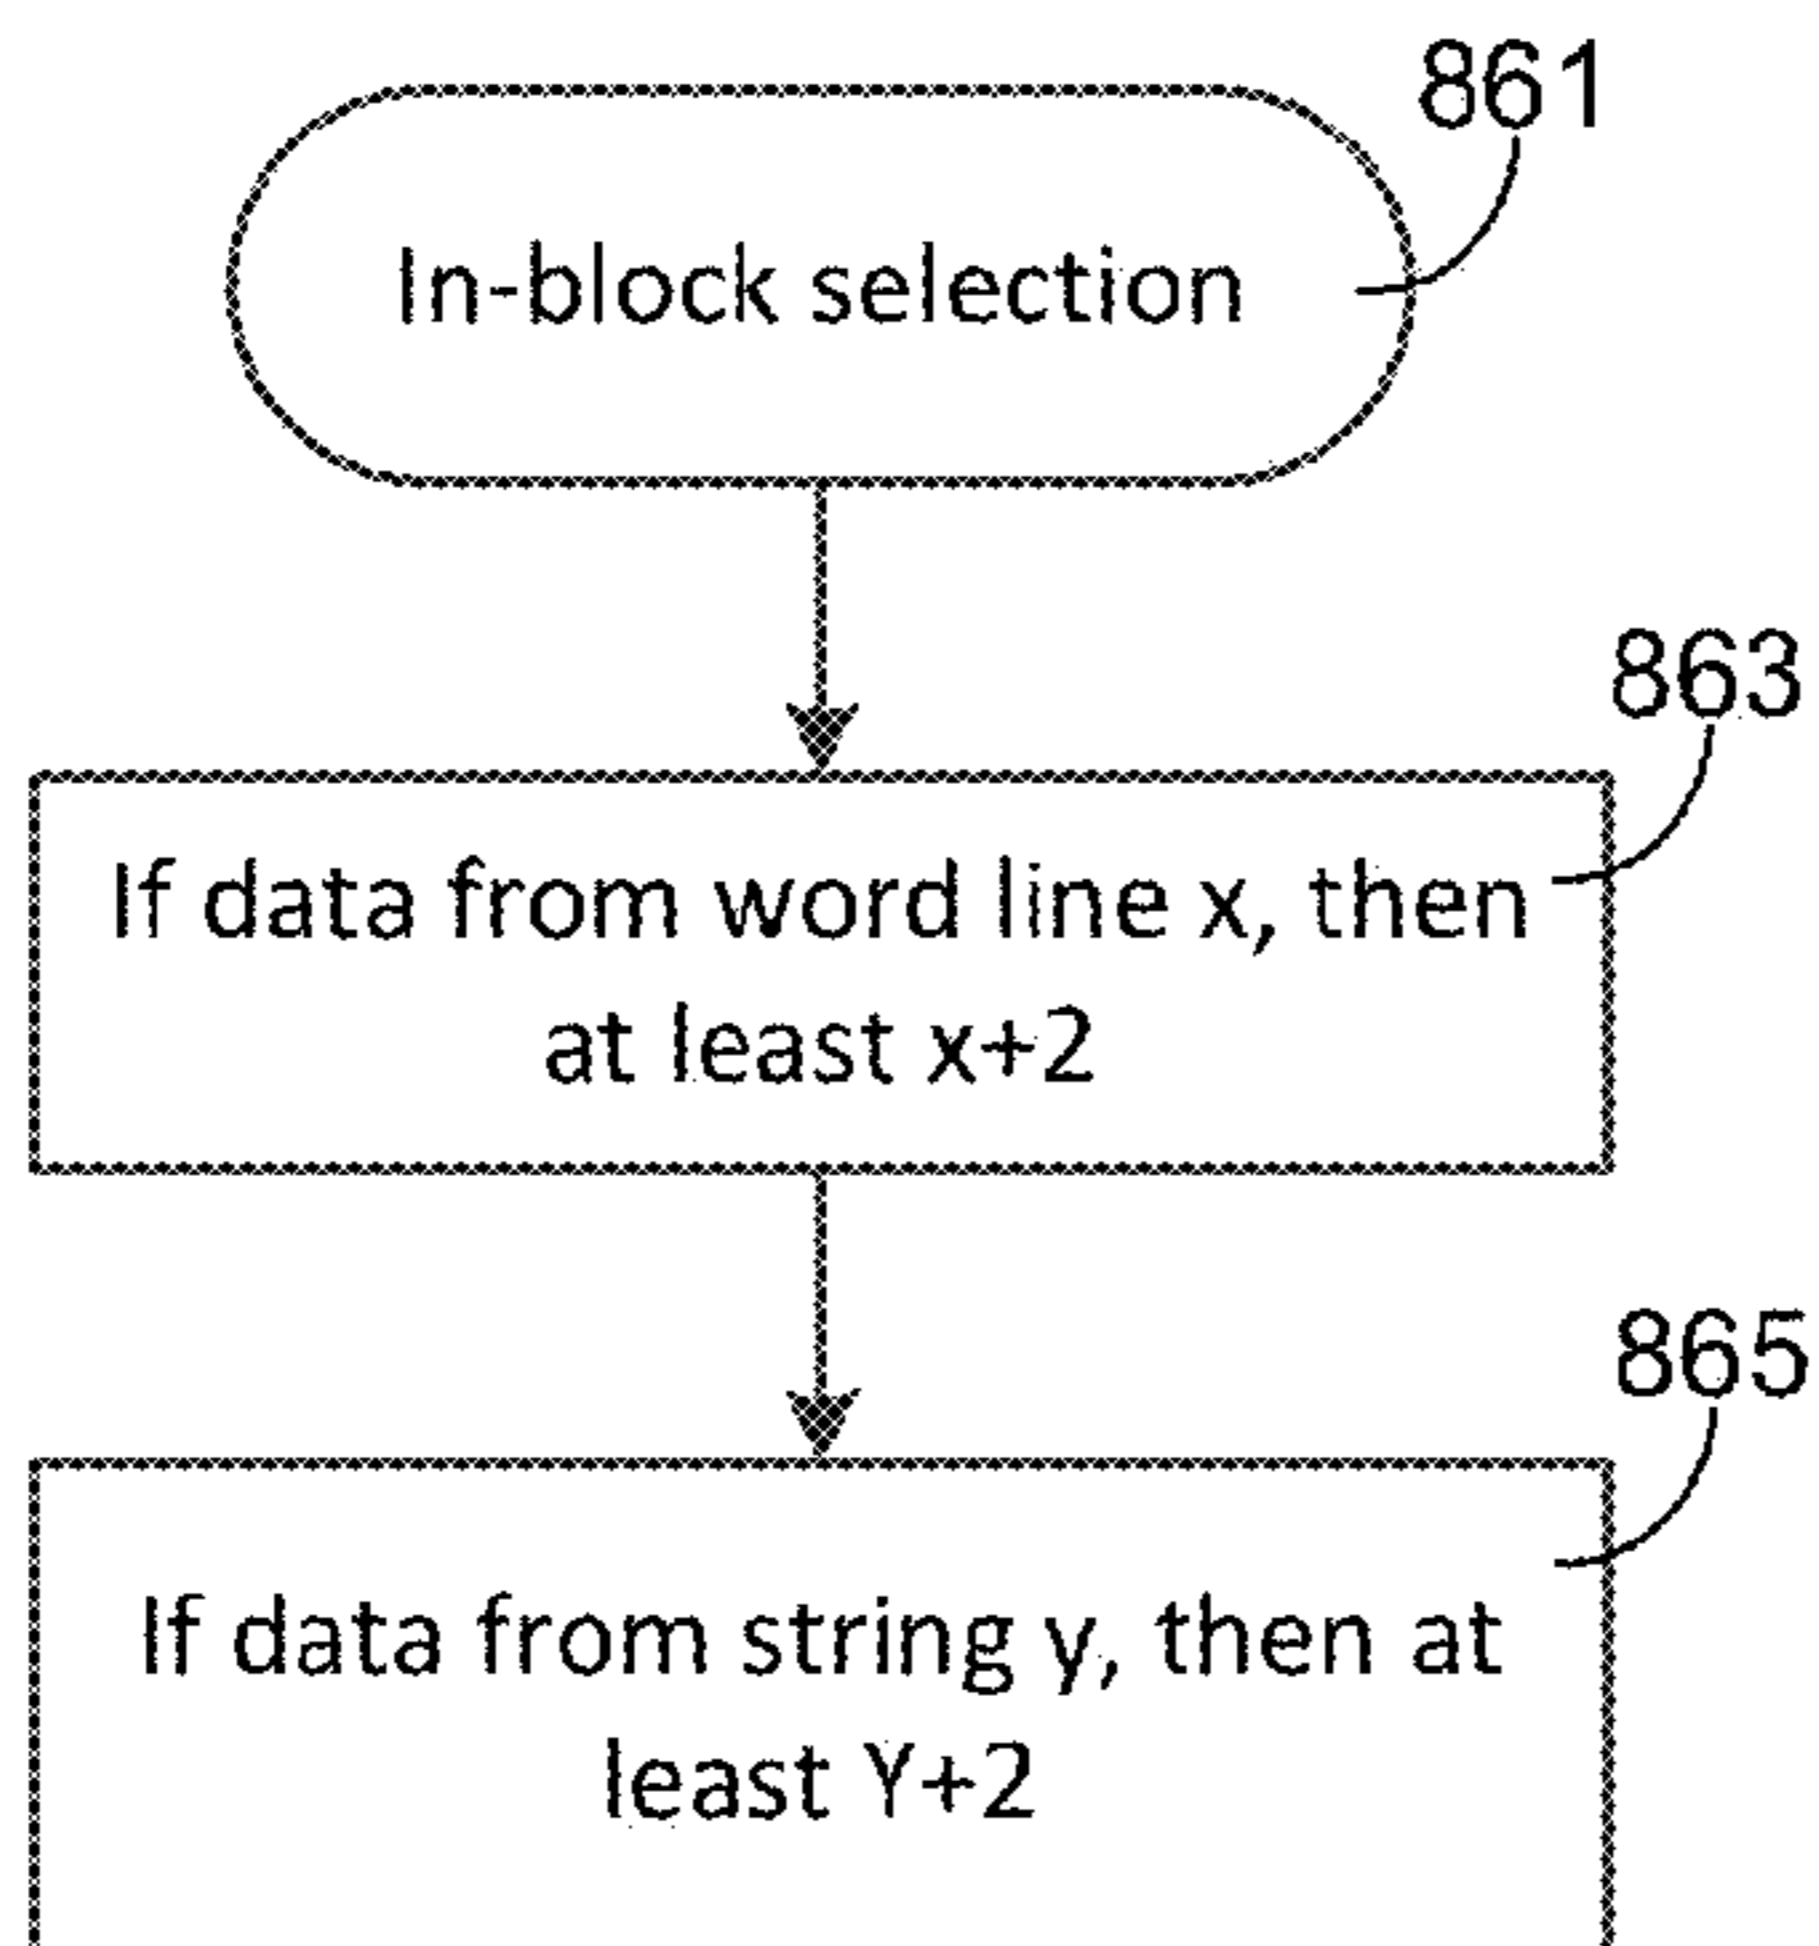 861
In-block selection
863
If data from word line x, then
at least x+2
865
If data from string y, then at
least Y+2